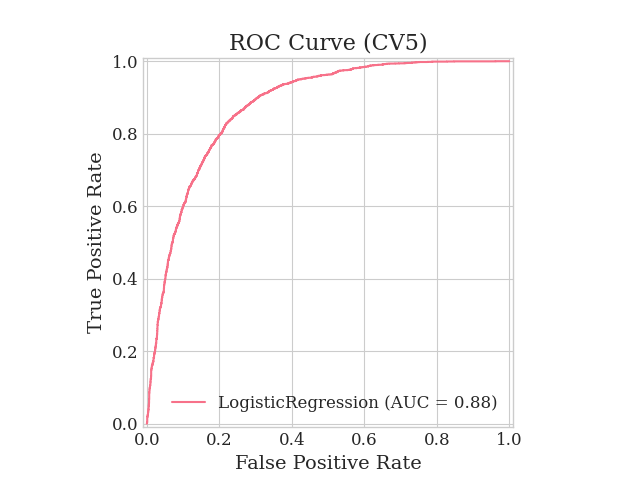 ROC Curve (CV5)
True Positive Rate
1.0
0.8
0.6
0.4
0.2
0.0
LogisticRegression (AUC = 0.88)
0.0 0.2 0.4 0.6 0.8 1.0
False Positive Rate